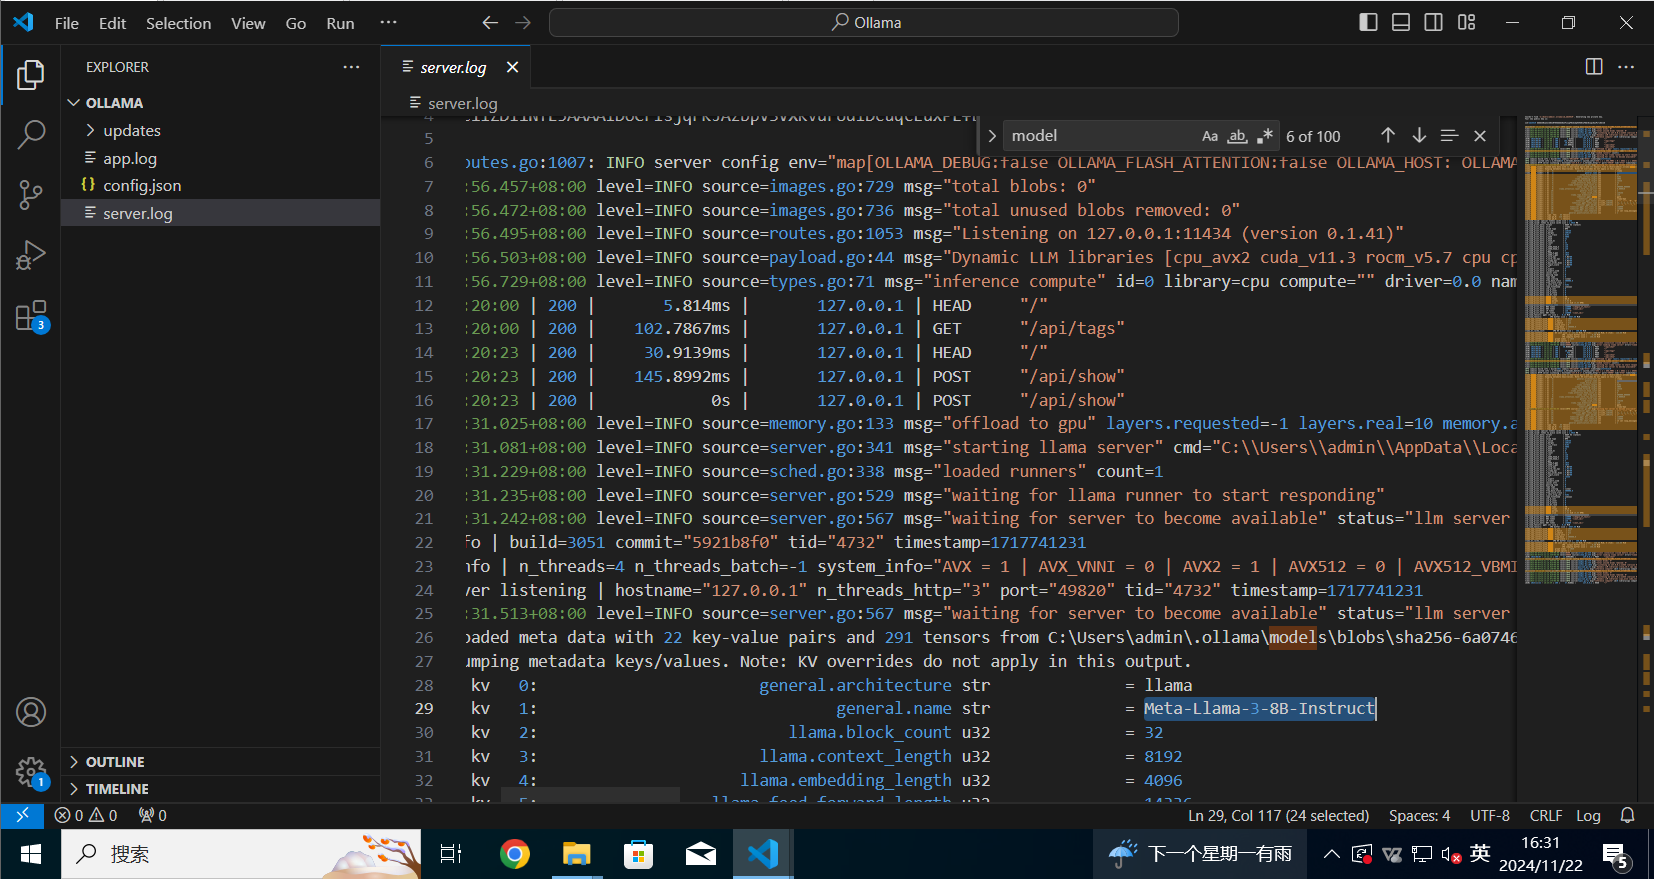 File Edit Selection View Go Run ··· Ollama
EXPLORER ···
server.log
OLLAMA
updates
app.log
config.json
server.log
server.log
model Aa ab 6 of 100
5
6 outes.go:1007: INFO server config env="map[OLLAMA_DEBUG:false OLLAMA_FLASH_ATTENTION:false OLLAMA_HOST: OLLAMA
7 :56.457+08:00 level=INFO source=images.go:729 msg="total blobs: 0"
8 :56.472+08:00 level=INFO source=images.go:736 msg="total unused blobs removed: 0"
9 :56.495+08:00 level=INFO source=routes.go:1053 msg="Listening on 127.0.0.1:11434 (version 0.1.41)"
10 :56.503+08:00 level=INFO source=payload.go:44 msg="Dynamic LLM libraries [cpu_avx2 cuda_v11.3 rocm_v5.7 cpu cp
11 :56.729+08:00 level=INFO source=types.go:71 msg="inference compute" id=0 library=cpu compute="" driver=0.0 nam
12 :20:00 | 200 | 5.814ms | 127.0.0.1 | HEAD "/"
13 :20:00 | 200 | 102.7867ms | 127.0.0.1 | GET "/api/tags"
14 :20:23 | 200 | 30.9139ms | 127.0.0.1 | HEAD "/"
15 :20:23 | 200 | 145.8992ms | 127.0.0.1 | POST "/api/show"
16 :20:23 | 200 | 0s | 127.0.0.1 | POST "/api/show"
17 :31.025+08:00 level=INFO source=memory.go:133 msg="offload to gpu" layers.requested=-1 layers.real=10 memory.a
18 :31.081+08:00 level=INFO source=server.go:341 msg="starting llama server" cmd="C:\\Users\\admin\\AppData\\Loca
19 :31.229+08:00 level=INFO source=sched.go:338 msg="loaded runners" count=1
20 :31.235+08:00 level=INFO source=server.go:529 msg="waiting for llama runner to start responding"
21 :31.242+08:00 level=INFO source=server.go:567 msg="waiting for server to become available" status="llm server
22 fo | build=3051 commit="5921b8f0" tid="4732" timestamp=1717741231
23 nfo | n_threads=4 n_threads_batch=-1 system_info="AVX = 1 | AVX_VNNI = 0 | AVX2 = 1 | AVX512 = 0 | AVX512_VBMI
24 ver listening | hostname="127.0.0.1" n_threads_http="3" port="49820" tid="4732" timestamp=1717741231
25 :31.513+08:00 level=INFO source=server.go:567 msg="waiting for server to become available" status="llm server
26 oaded meta data with 22 key-value pairs and 291 tensors from C:\Users\admin\.ollama\models\blobs\sha256-6a0746
27 umping metadata keys/values. Note: KV overrides do not apply in this output.
28 kv 0: general.architecture str = llama
29 kv 1: general.name str = Meta-Llama-3-8B-Instruct
30 kv 2: llama.block_count u32 = 32
31 kv 3: llama.context_length u32 = 8192
32 kv 4: llama.embedding_length u32 = 4096
OUTLINE
TIMELINE
3
1
0 0 0
Ln 29, Col 117 (24 selected) Spaces: 4 UTF-8 CRLF Log
搜索
下一个星期一有雨
英
16:31
2024/11/22
5